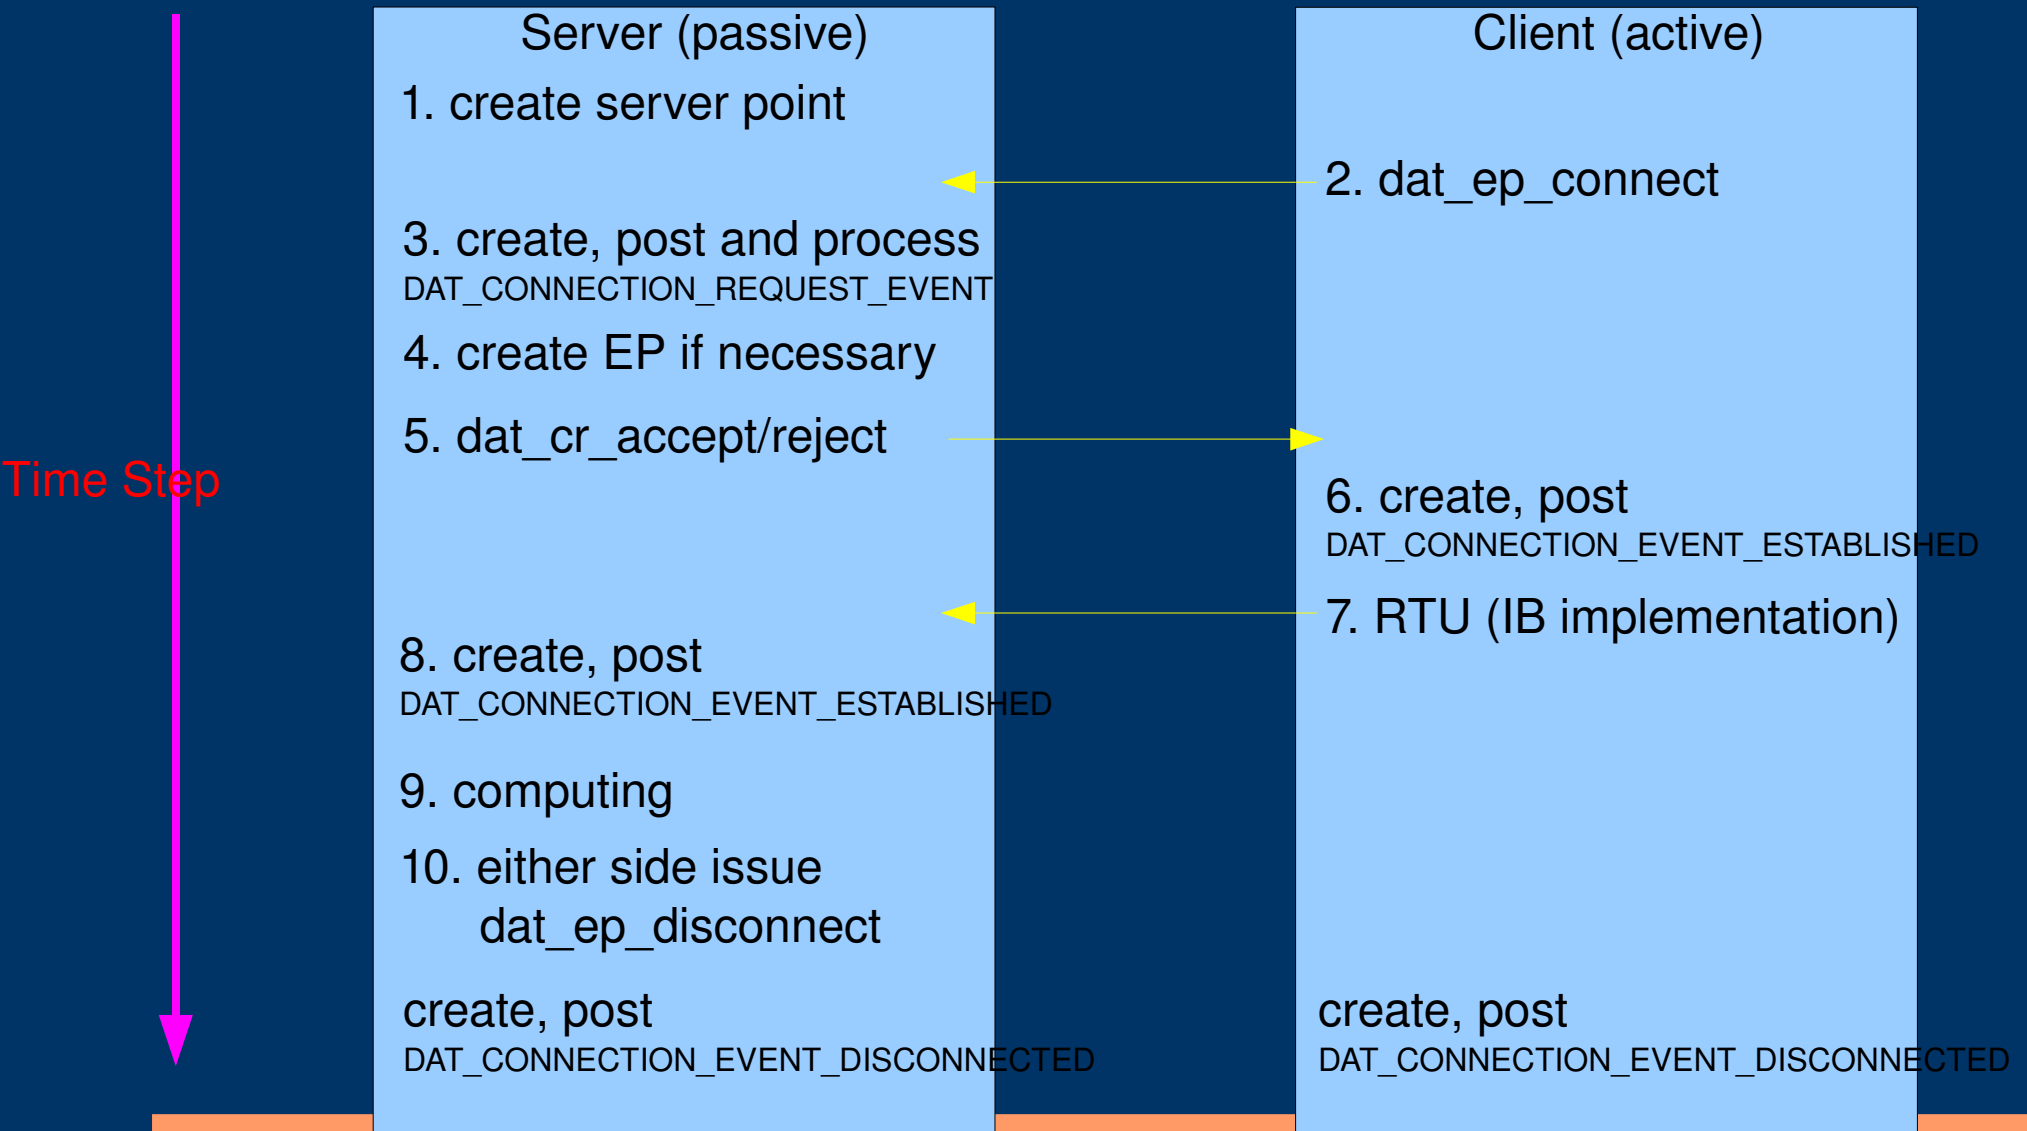 Server (passive)
Client (active)
1. create server point
2. dat_ep_connect
3. create, post and process
DAT_CONNECTION_REQUEST_EVENT
4. create EP if necessary
5. dat_cr_accept/reject
Time Step
6. create, post
DAT_CONNECTION_EVENT_ESTABLISHED
7. RTU (IB implementation)
8. create, post
DAT_CONNECTION_EVENT_ESTABLISHED
9. computing
10. either side issue
dat_ep_disconnect
create, post
DAT_CONNECTION_EVENT_DISCONNECTED
create, post
DAT_CONNECTION_EVENT_DISCONNECTED